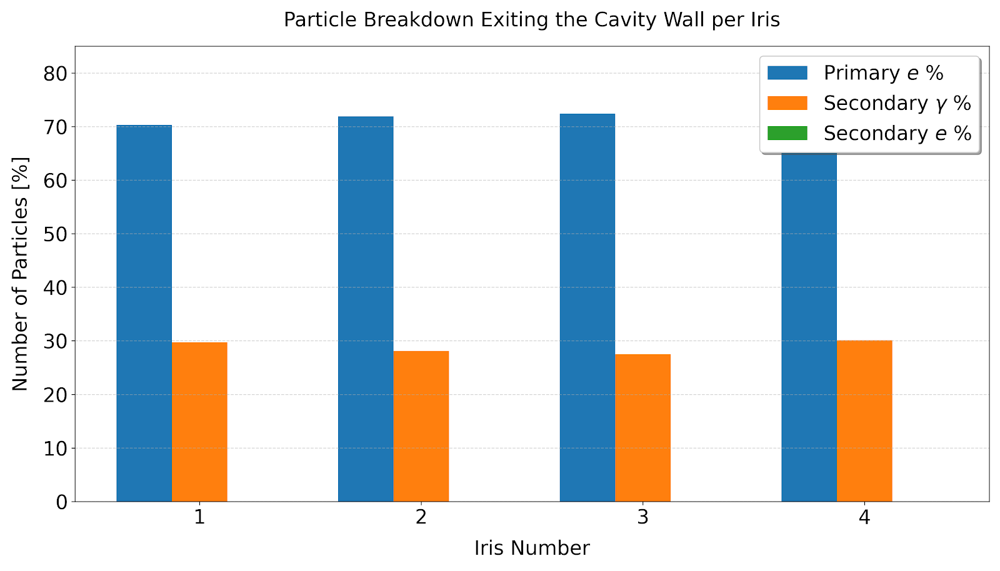 Particle Breakdown Exiting the Cavity Wall per Iris
Primary e %
Secondary γ %
Secondary e %
Number of Particles [%]
80
70
60
50
40
30
20
10
0
1 2 3 4
Iris Number